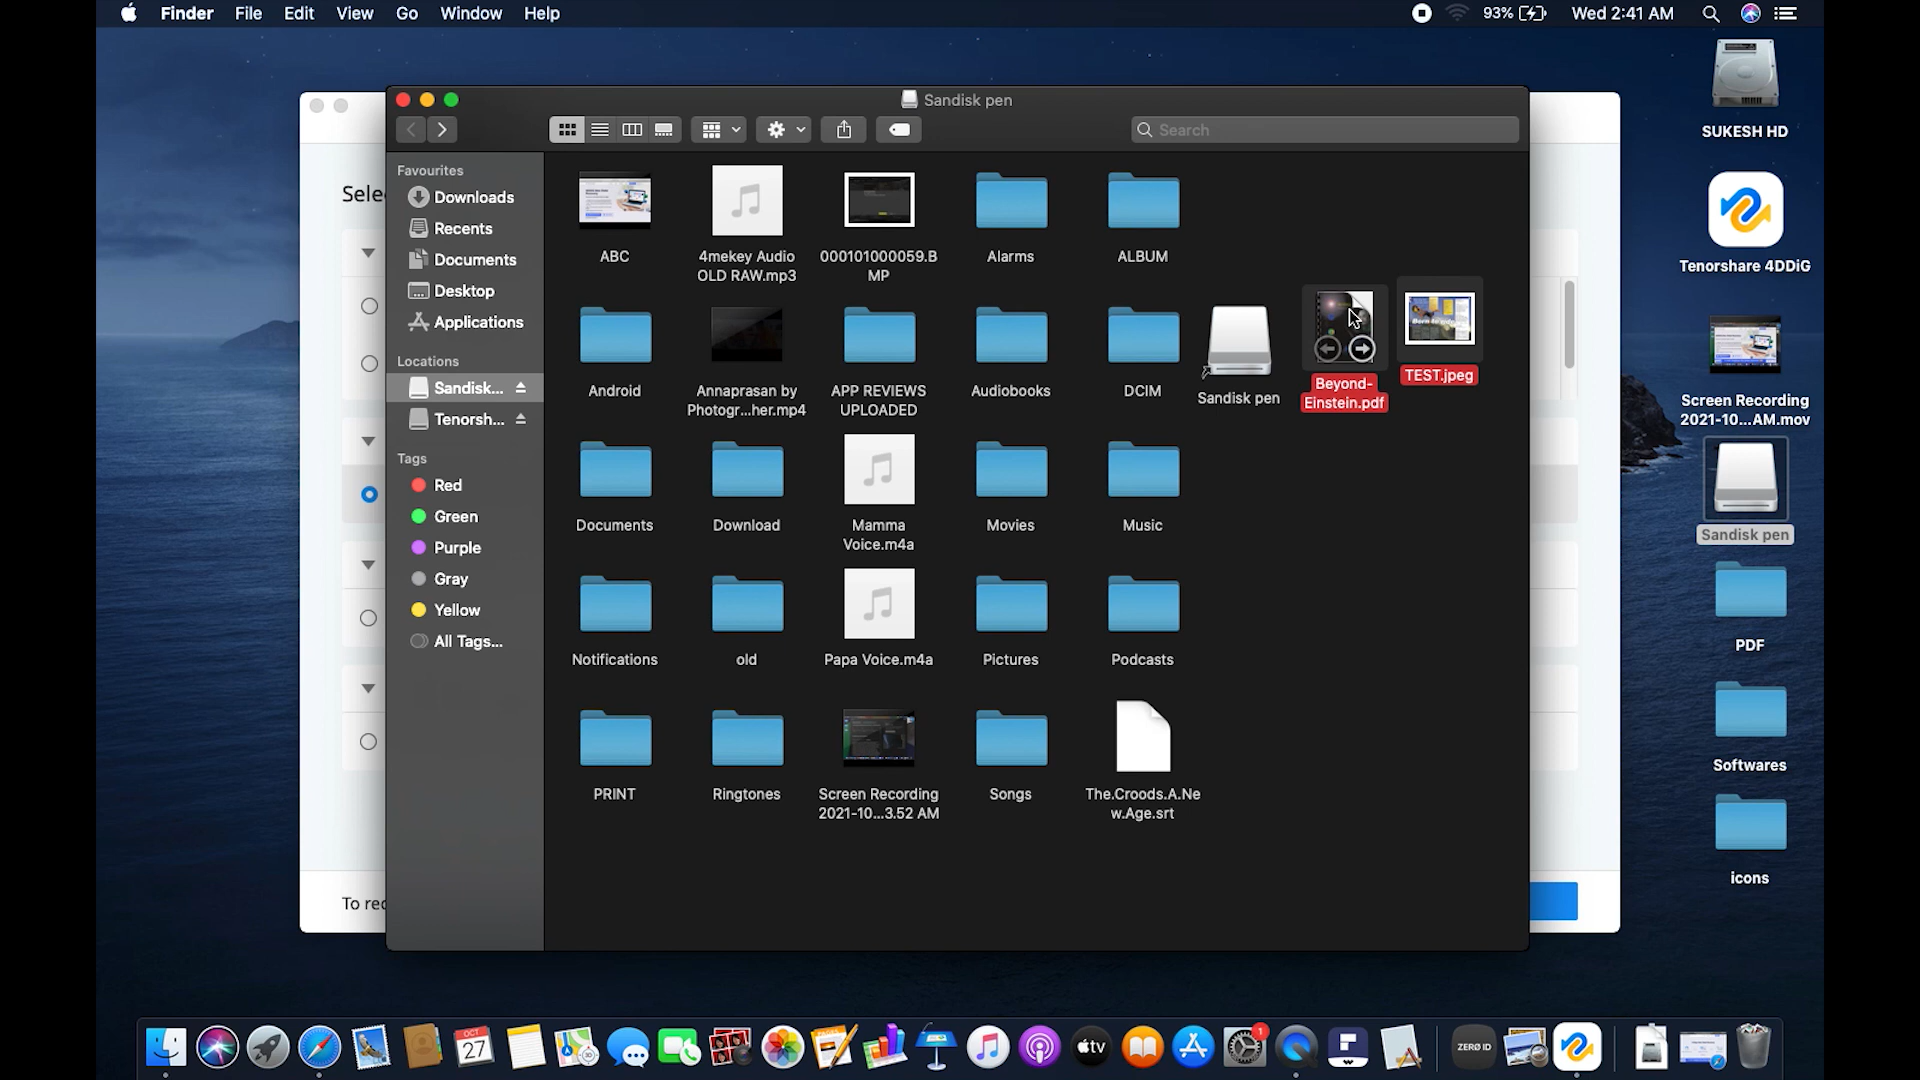 Finder File Edit View Go Window Help
93% Wed 2:41 AM
Sandisk pen
Search
Sele
To rec
Favourites
Downloads
Recents
Documents
Desktop
Applications
Locations
Sandisk...
Tenorsh...
Tags
Red
Green
Purple
Gray
Yellow
All Tags...
ABC
4mekey Audio
OLD RAW.mp3
000101000059.B
MP
Alarms
ALBUM
Android
Annaprasan by
Photogr...her.mp4
APP REVIEWS
UPLOADED
Audiobooks
DCIM
Sandisk pen
Beyond-
Einstein.pdf
TEST.jpeg
Documents
Download
Mamma
Voice.m4a
Movies
Music
Notifications
old
Papa Voice.m4a
Pictures
Podcasts
PRINT
Ringtones
Screen Recording
2021-10...3.52 AM
Songs
The.Croods.A.Ne
w.Age.srt
SUKESH HD
Tenorshare 4DDiG
Screen Recording
2021-10...AM.mov
Sandisk pen
PDF
Softwares
icons
OCT
27
tv
1
ZERO ID